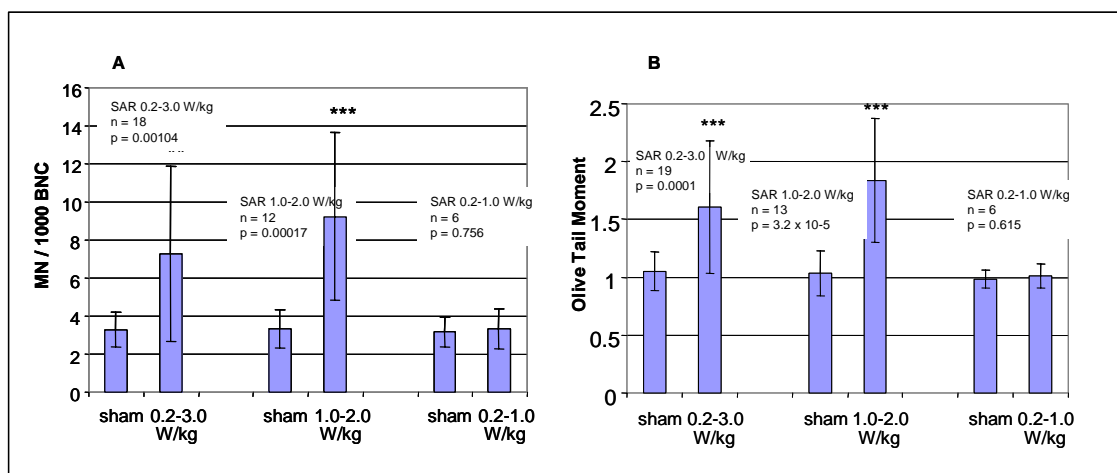 A
16
14
12
10
8
6
4
2
0
MN / 1000 BNC
SAR 0.2-3.0 W/kg
n = 18
p = 0.00104
***
SAR 1.0-2.0 W/kg
n = 12
p = 0.00017
SAR 0.2-1.0 W/kg
n = 6
p = 0.756
sham 0.2-3.0 sham 1.0-2.0 sham 0.2-1.0
W/kg W/kg W/kg
B
2.5
2
1.5
1
0.5
0
Olive Tail Moment
***
SAR 0.2-3.0 W/kg
n = 19
p = 0.0001
***
SAR 1.0-2.0 W/kg
n = 13
p = 3.2 x 10-5
SAR 0.2-1.0 W/kg
n = 6
p = 0.615
sham 0.2-3.0 sham 1.0-2.0 sham 0.2-1.0
W/kg W/kg W/kg